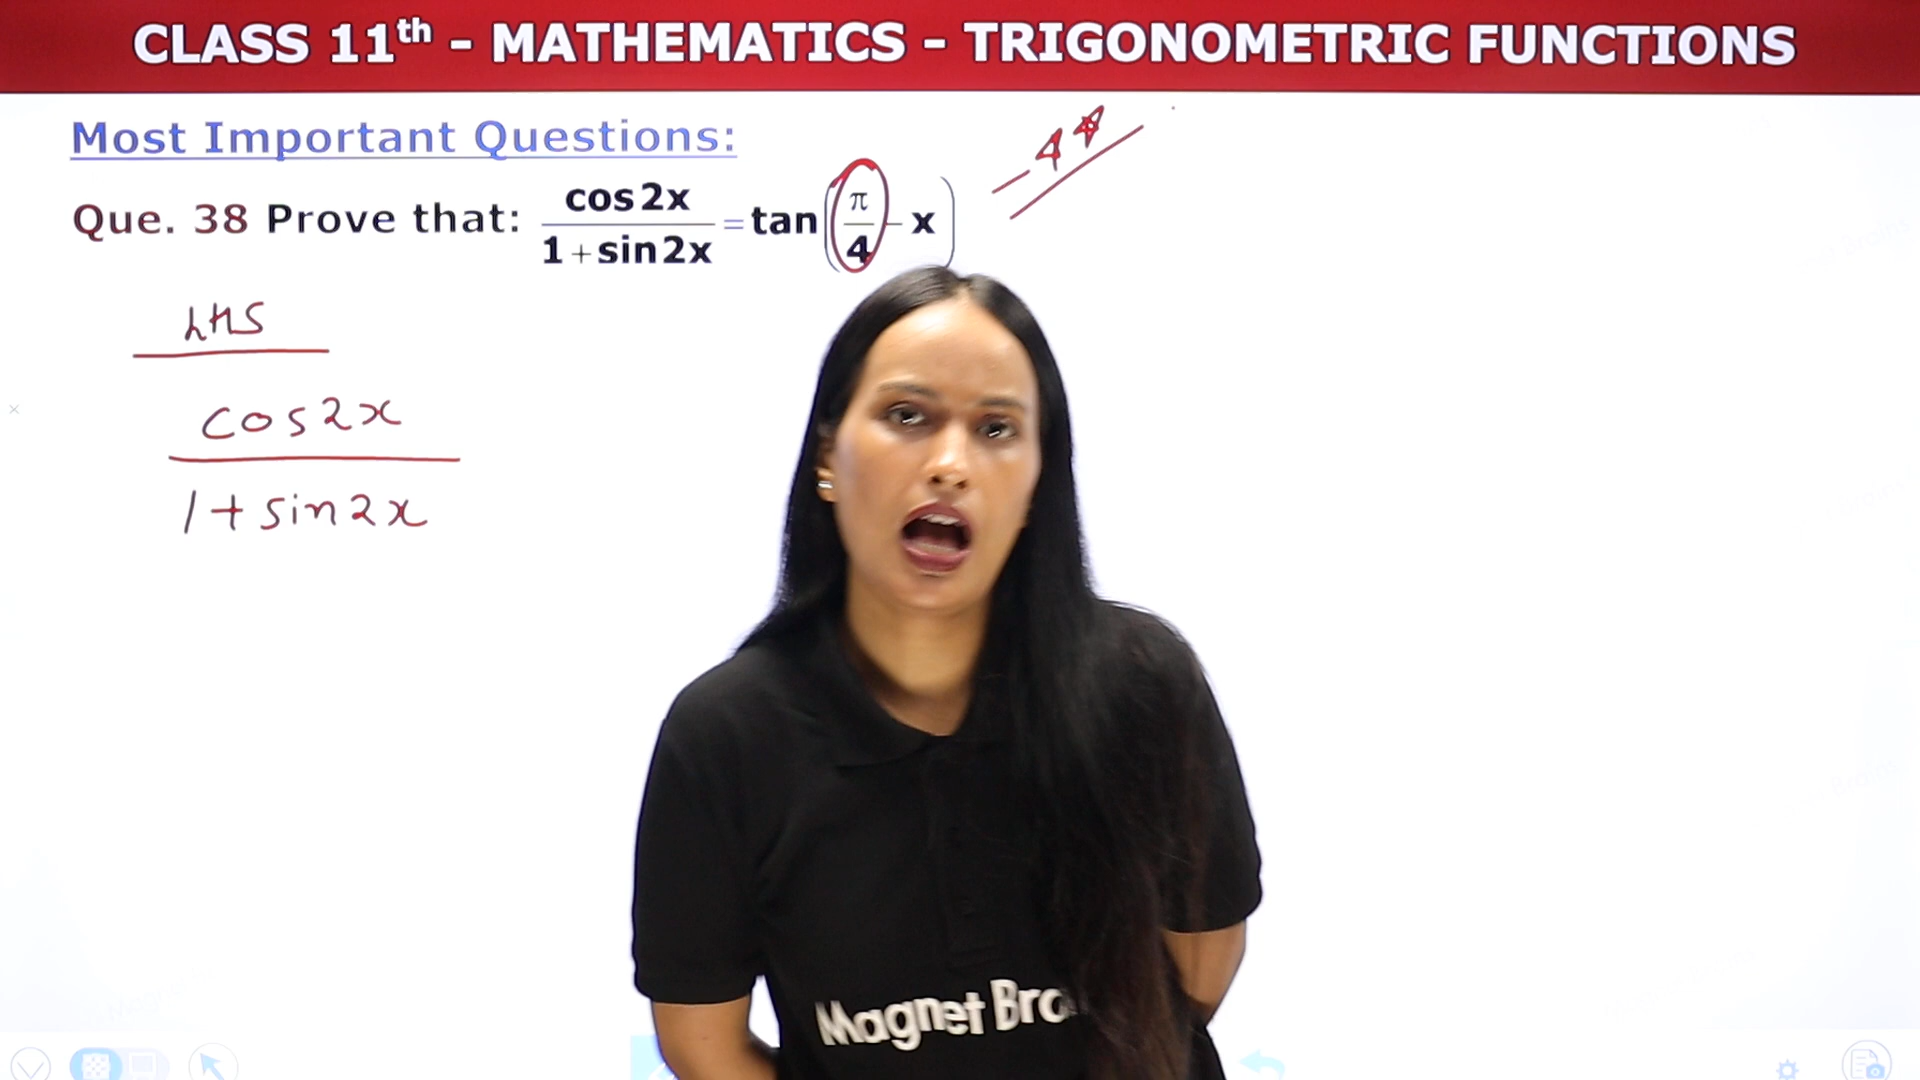 CLASS 11th - MATHEMATICS - TRIGONOMETRIC FUNCTIONS
Most Important Questions:
Que. 38 Prove that: cos2x / 1+sin2x = tan(π/4 - x)
LHS
cos2x
1+sin2x
Magnet Bra